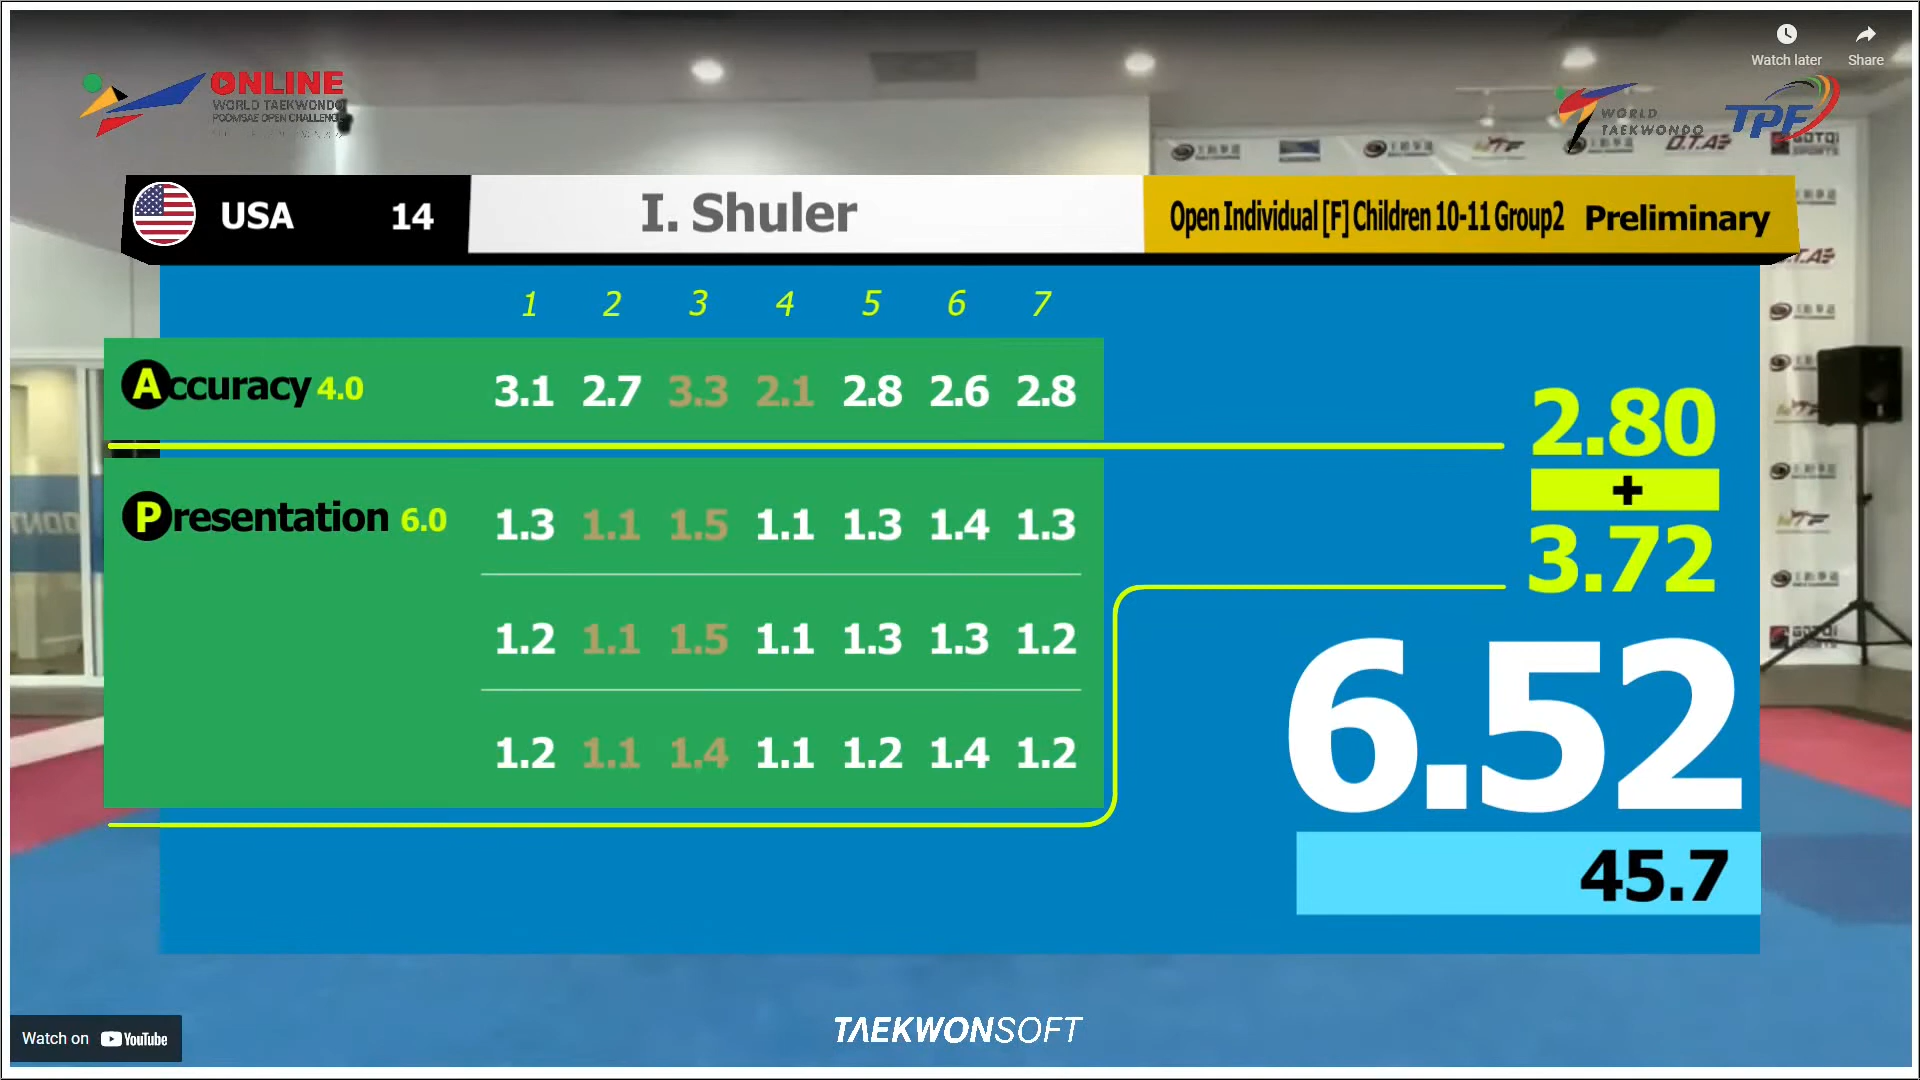 Watch later
Share
ONLINE
WORLD TAEKWONDO
POOMSAE OPEN CHALLENGE
WORLD
TAEKWONDO
TPF
USA 14 I. Shuler Open Individual [F] Children 10-11 Group2 Preliminary
1 2 3 4 5 6 7
Accuracy 4.0 3.1 2.7 3.3 2.1 2.8 2.6 2.8
2.80
+
Presentation 6.0 1.3 1.1 1.5 1.1 1.3 1.4 1.3
3.72
1.2 1.1 1.5 1.1 1.3 1.3 1.2
1.2 1.1 1.4 1.1 1.2 1.4 1.2
6.52
45.7
TAEKWONSOFT
Watch on YouTube